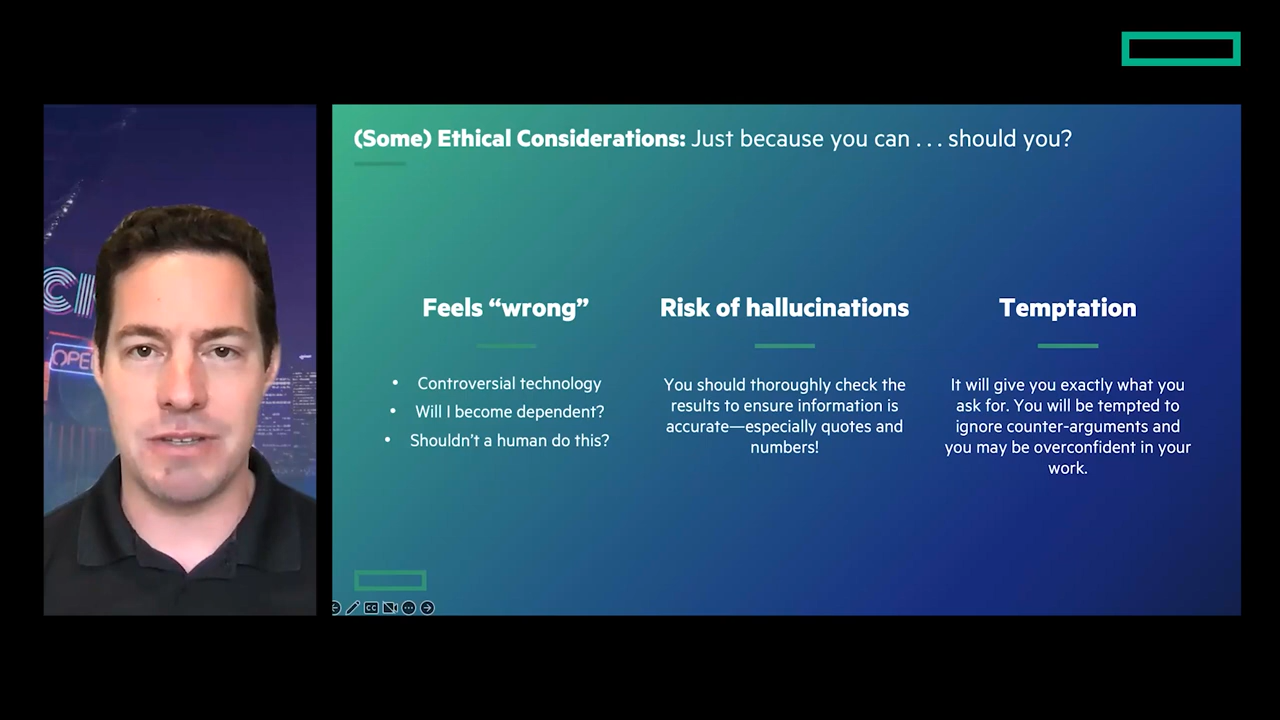 (Some) Ethical Considerations: Just because you can . . . should you?
Feels “wrong”
• Controversial technology
• Will I become dependent?
• Shouldn’t a human do this?
Risk of hallucinations
You should thoroughly check the
results to ensure information is
accurate—especially quotes and
numbers!
Temptation
It will give you exactly what you
ask for. You will be tempted to
ignore counter-arguments and
you may be overconfident in your
work.
CC